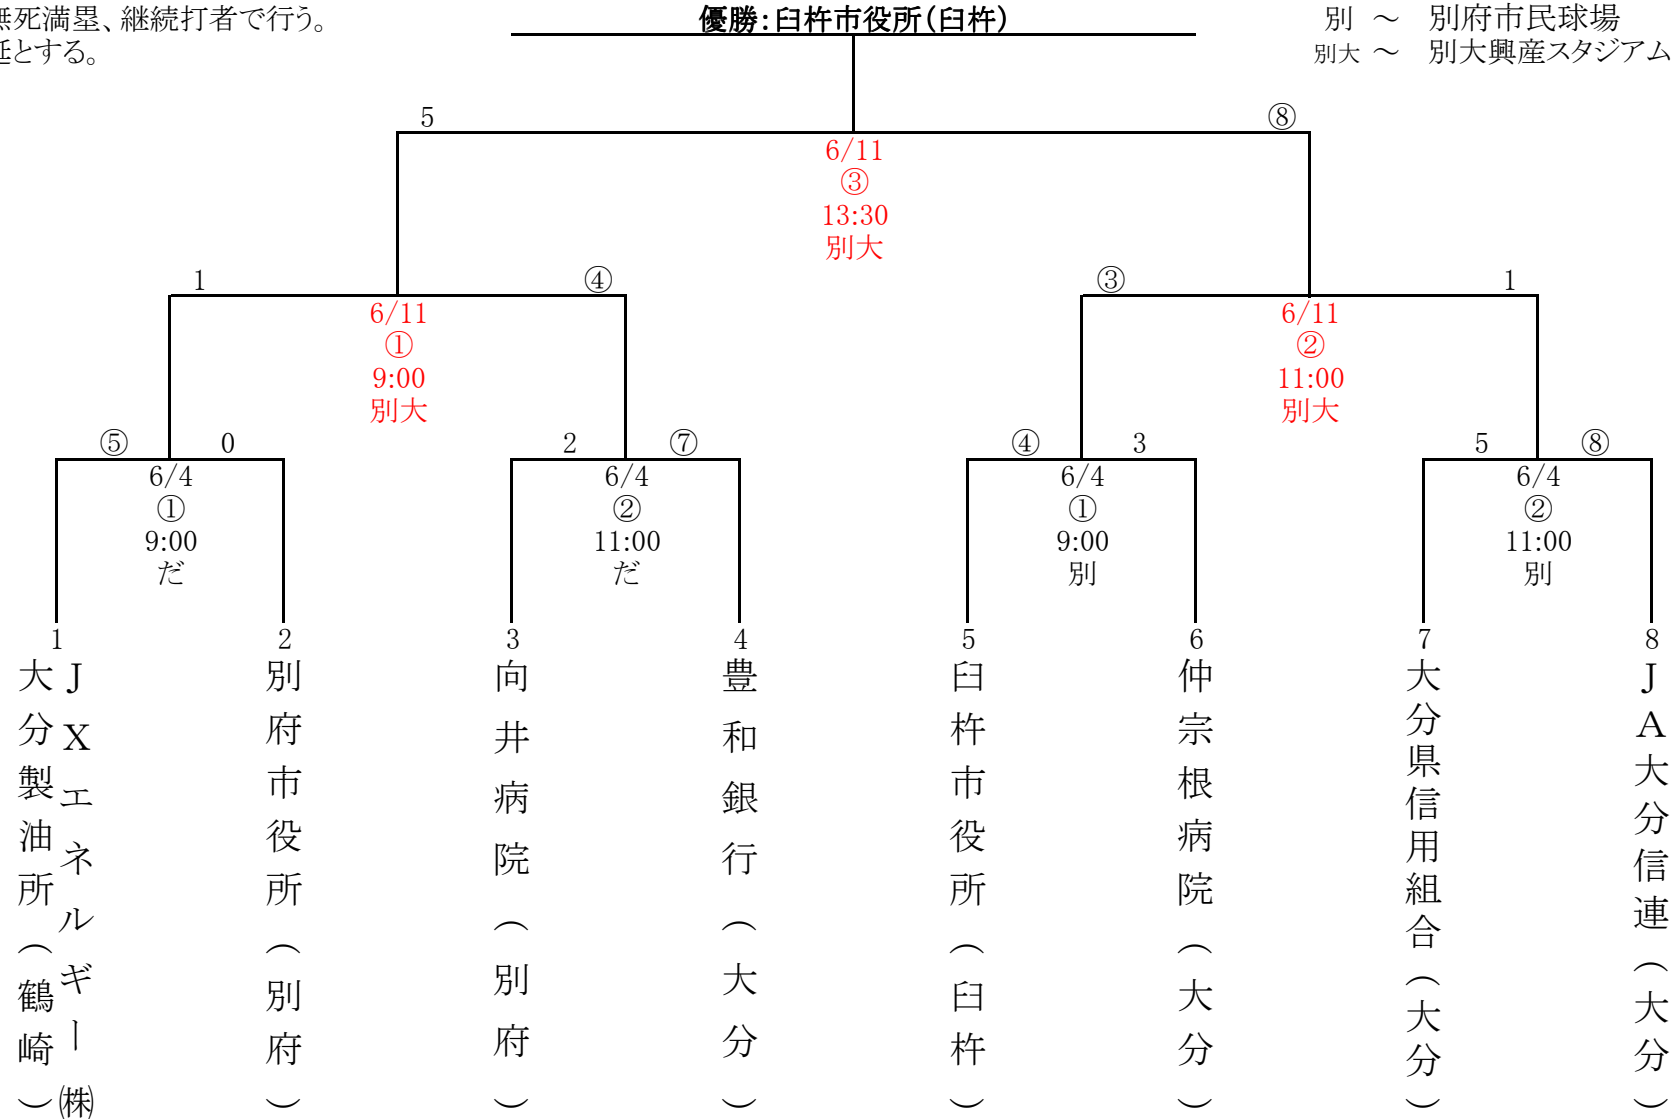 無死満塁、継続打者で行う。
延とする。
優勝：臼杵市役所（臼杵）
別 ～ 別府市民球場
別大 ～ 別大興産スタジアム
5 ⑧
6/11
③
13:30
別大
1 ④
6/11
①
9:00
別大
③ 1
6/11
②
11:00
別大
⑤ 0
6/4
①
9:00
だ
2 ⑦
6/4
②
11:00
だ
④ 3
6/4
①
9:00
別
5 ⑧
6/4
②
11:00
別
1
JXエネルギー㈱
大分製油所（鶴崎）
2
別府市役所（別府）
3
向井病院（別府）
4
豊和銀行（大分）
5
臼杵市役所（臼杵）
6
仲宗根病院（大分）
7
大分県信用組合（大分）
8
JA大分信連（大分）